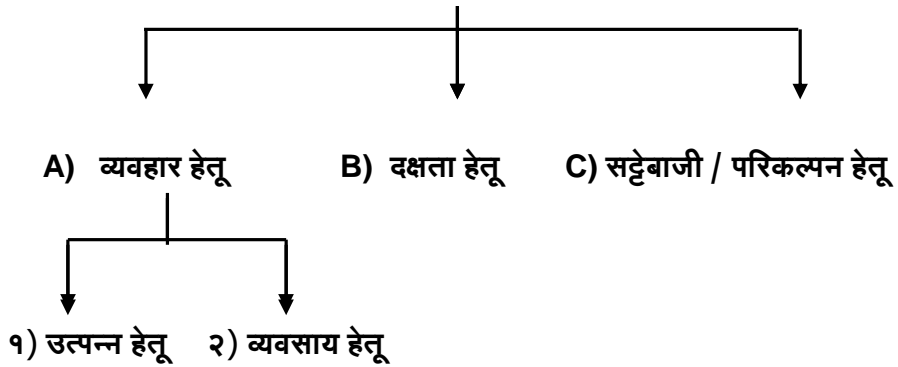 A) व्यवहार हेतू B) दक्षता हेतू C) सट्टेबाजी / परिकल्पन हेतू
१) उत्पन्न हेतू २) व्यवसाय हेतू